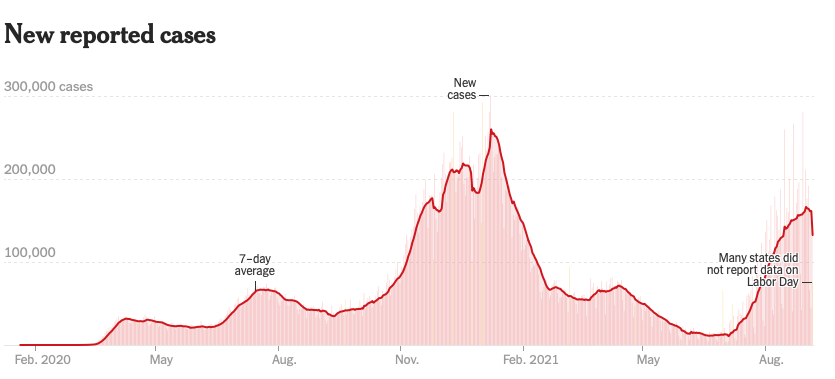 New reported cases
300,000 cases
New
cases
200,000
100,000
7–day
average
Many states did
not report data on
Labor Day
Feb. 2020
May
Aug.
Nov.
Feb. 2021
May
Aug.